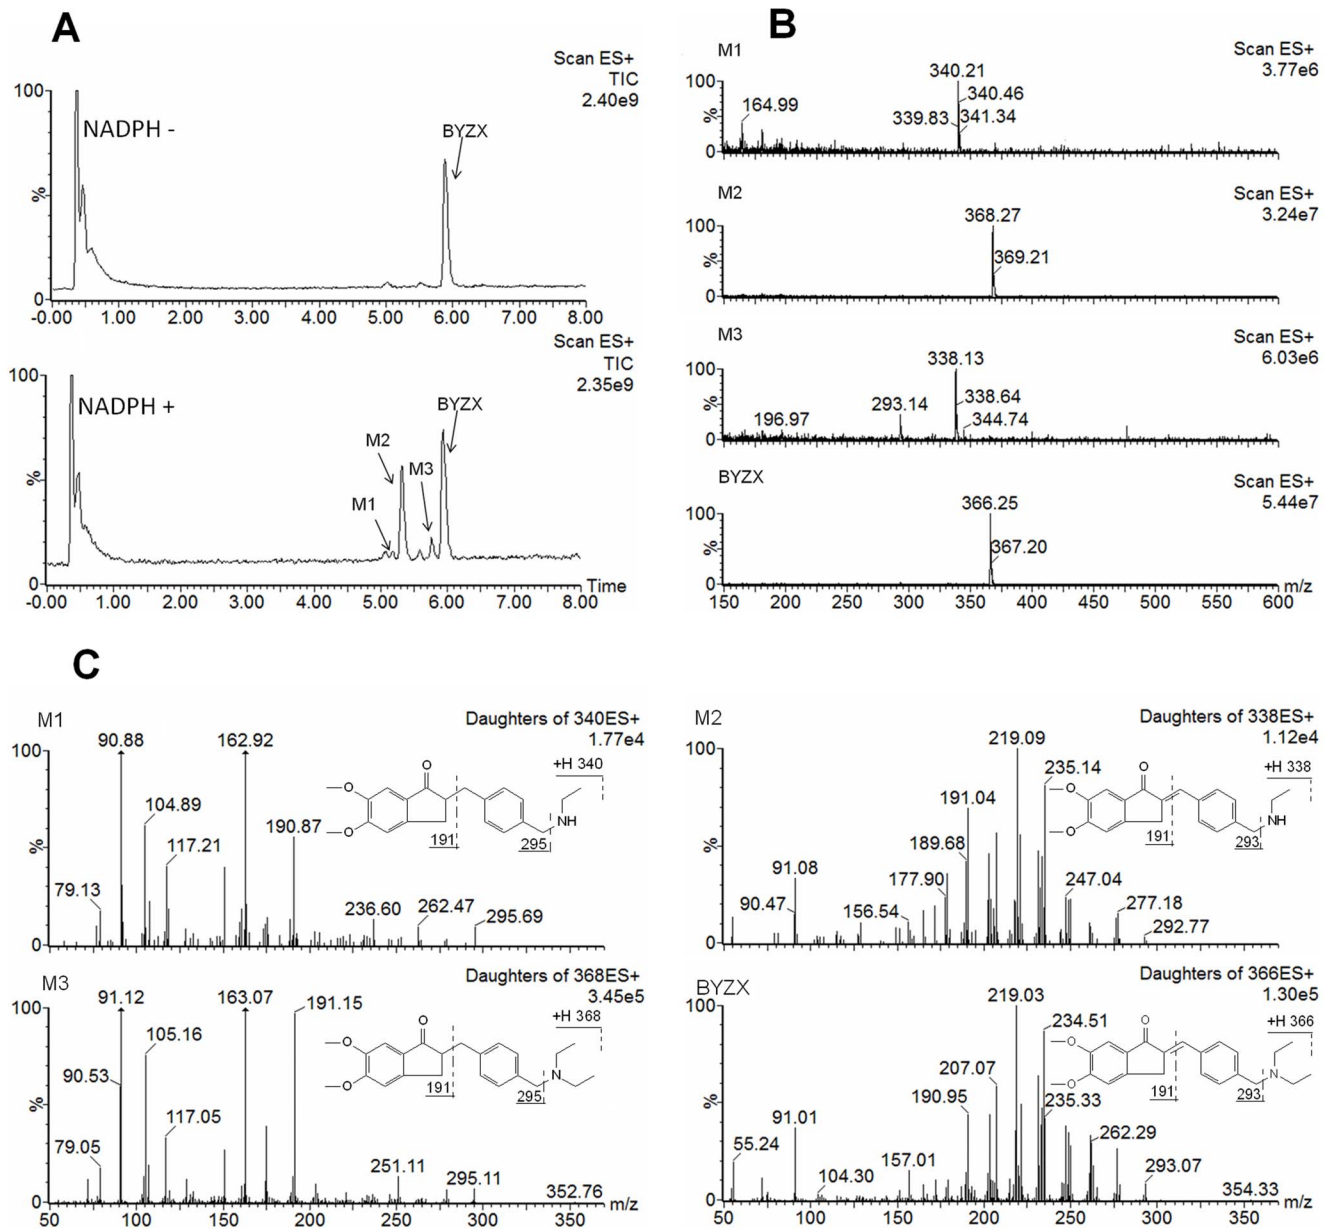 A
Scan ES+
TIC
2.40e9
100
NADPH -
BYZX
%
0
-0.00 1.00 2.00 3.00 4.00 5.00 6.00 7.00 8.00
Scan ES+
TIC
2.35e9
100
NADPH +
BYZX
M2
M3
M1
%
0
Time
-0.00 1.00 2.00 3.00 4.00 5.00 6.00 7.00 8.00
B
M1
Scan ES+
3.77e6
100
340.21
340.46
164.99
339.83
341.34
%
0
M2
Scan ES+
3.24e7
100
368.27
369.21
%
0
M3
Scan ES+
6.03e6
100
338.13
338.64
293.14
344.74
196.97
%
0
BYZX
Scan ES+
5.44e7
100
366.25
367.20
%
0
m/z
150 200 250 300 350 400 450 500 550 600
C
M1
Daughters of 340ES+
1.77e4
100
90.88
162.92
+H 340
O
O
O
NH
191
295
104.89
190.87
117.21
79.13
236.60
262.47
295.69
%
0
M3
Daughters of 368ES+
3.45e5
100
91.12
163.07
191.15
+H 368
O
O
O
N
191
295
105.16
90.53
117.05
79.05
251.11
295.11
352.76
%
0
m/z
50 100 150 200 250 300 350
M2
Daughters of 338ES+
1.12e4
100
219.09
235.14
+H 338
O
O
O
NH
191
293
191.04
189.68
91.08
177.90
90.47
156.54
247.04
277.18
292.77
%
0
BYZX
Daughters of 366ES+
1.30e5
100
219.03
234.51
+H 366
O
O
O
N
191
293
207.07
190.95
235.33
91.01
262.29
55.24
157.01
104.30
293.07
354.33
%
0
m/z
50 100 150 200 250 300 350